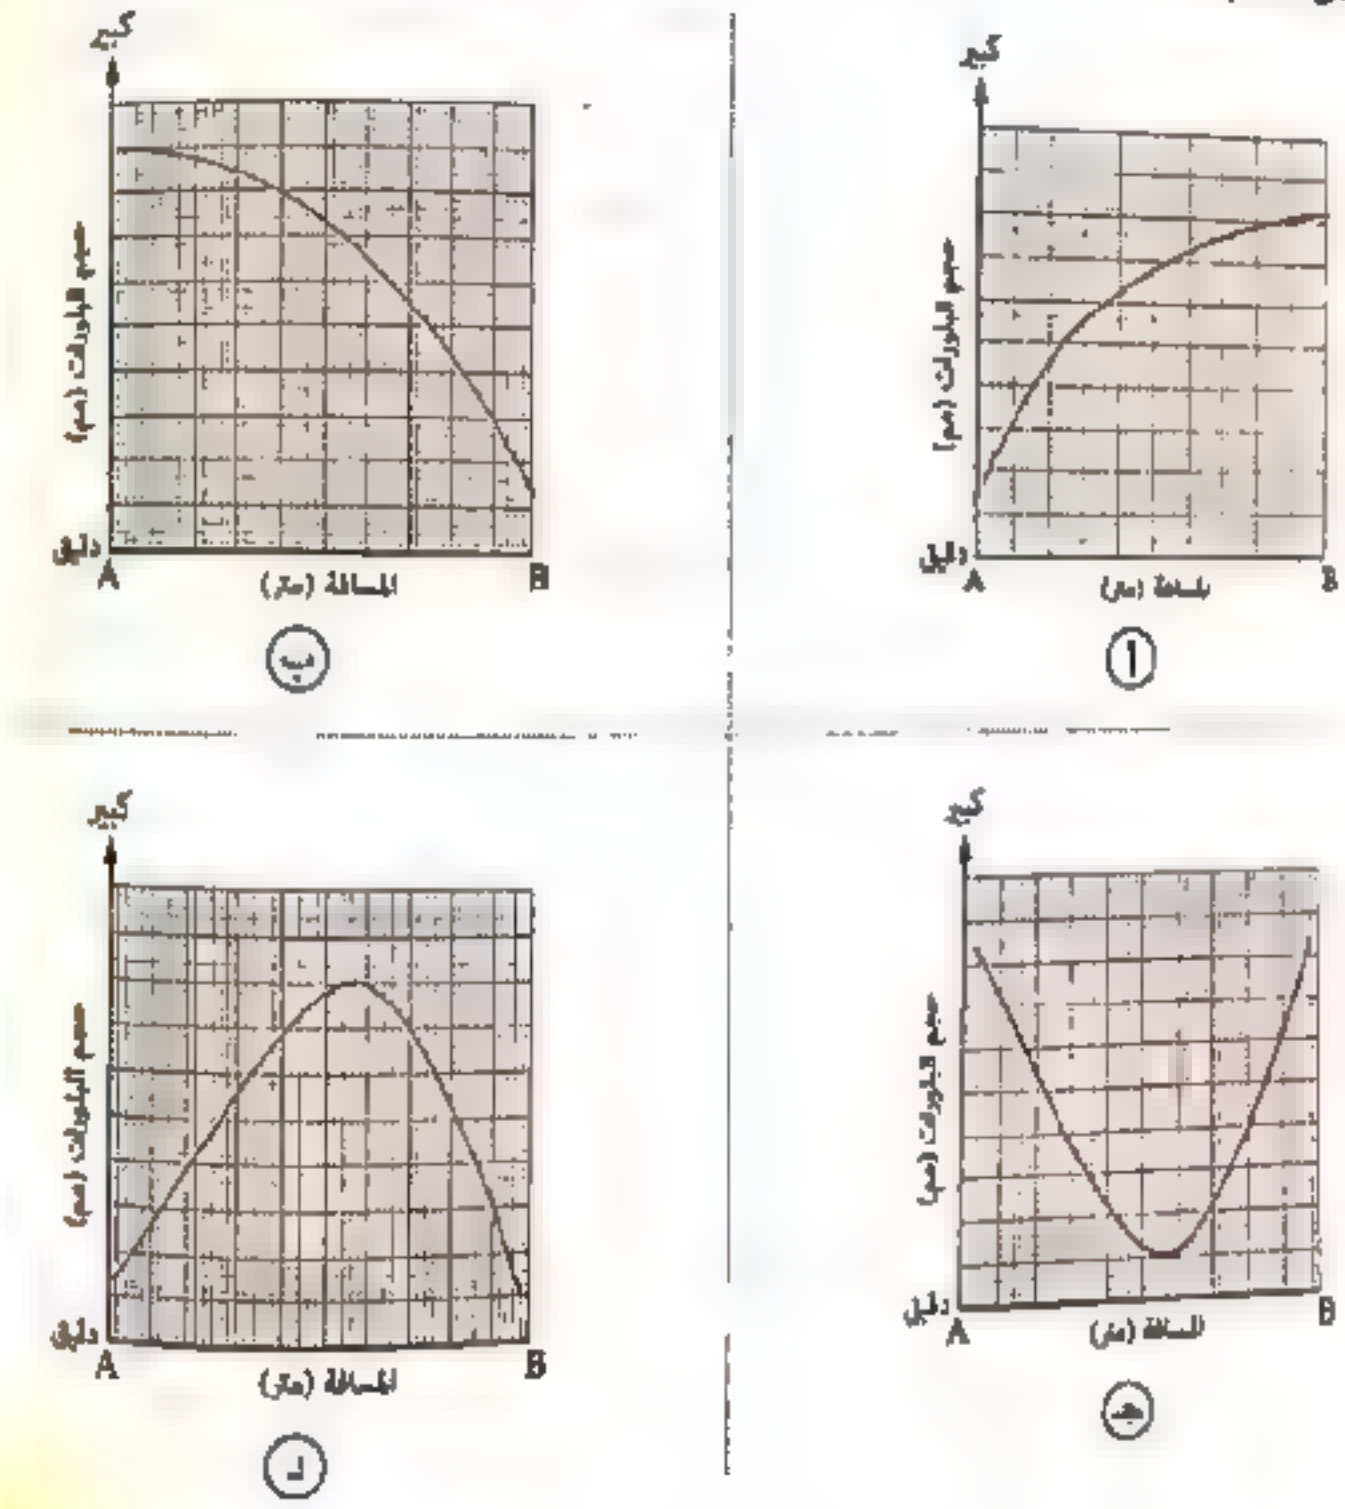 كبير
حجم البلورات (مم)
دقيق
A
المسافة (متر)
B
أ
كبير
حجم البلورات (مم)
دقيق
A
المسافة (متر)
B
ب
كبير
حجم البلورات (مم)
دقيق
A
المسافة (متر)
B
جـ
كبير
حجم البلورات (مم)
دقيق
A
المسافة (متر)
B
د